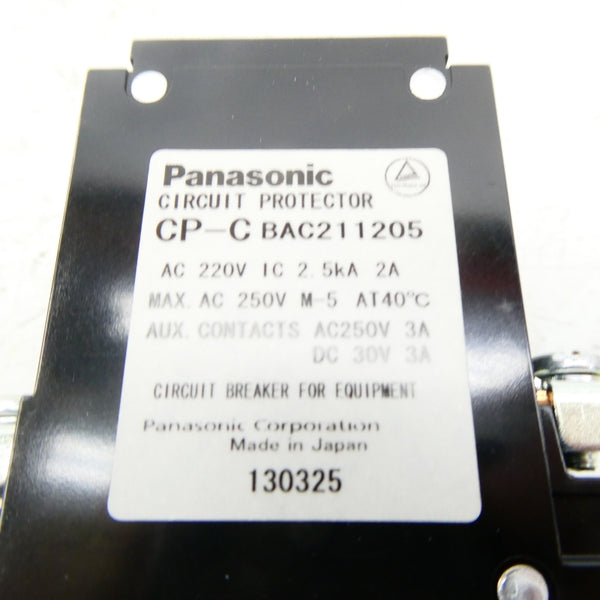 Panasonic
CIRCUIT PROTECTOR
CP-C BAC211205
AC 220V IC 2.5kA 2A
MAX. AC 250V M-5 AT40℃
AUX. CONTACTS AC250V 3A
DC 30V 3A
CIRCUIT BREAKER FOR EQUIPMENT
Panasonic Corporation
Made in Japan
130325